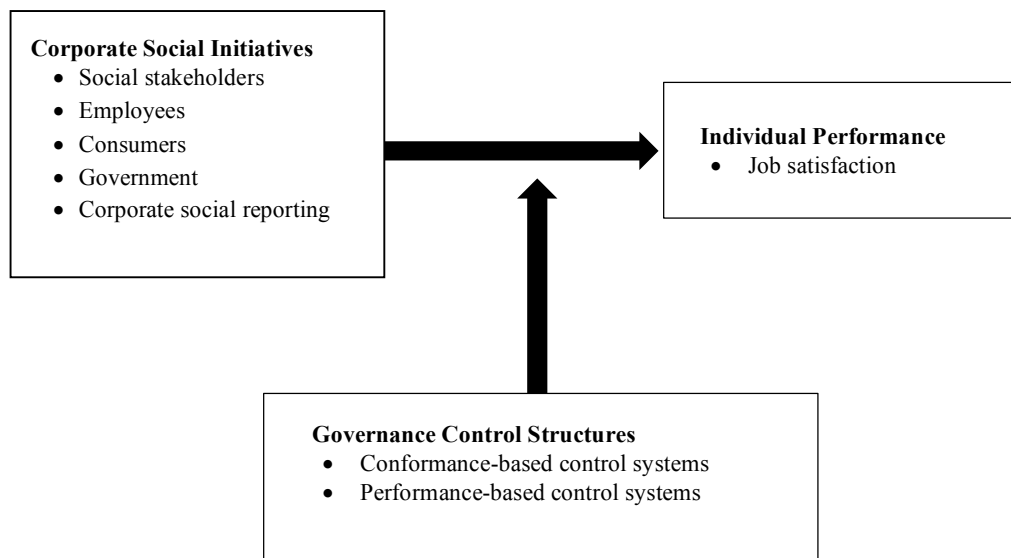 Corporate Social Initiatives
• Social stakeholders
• Employees
• Consumers
• Government
• Corporate social reporting
Individual Performance
• Job satisfaction
Governance Control Structures
• Conformance-based control systems
• Performance-based control systems